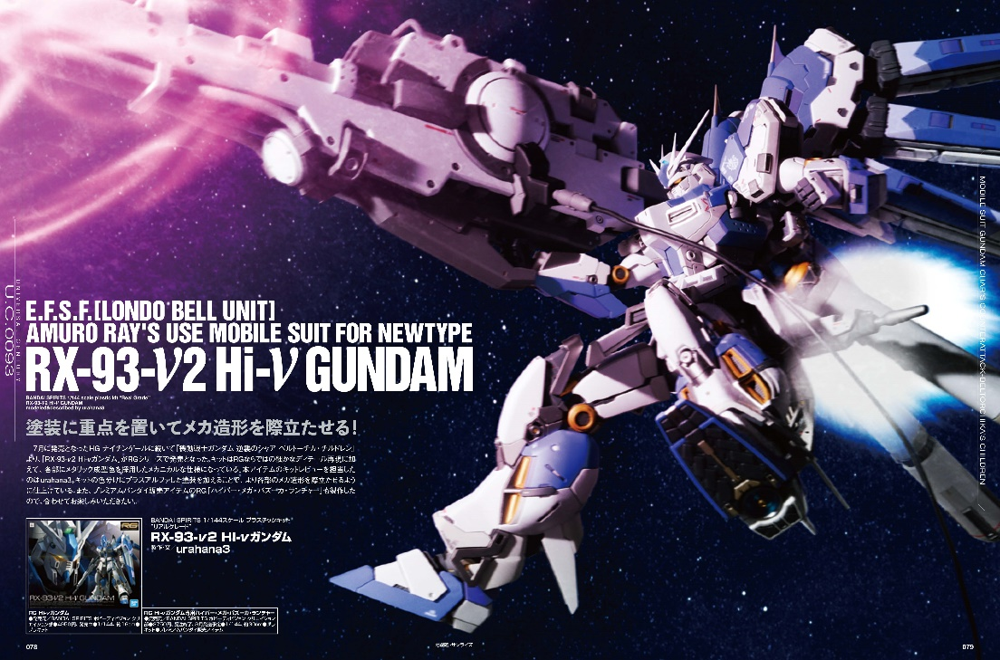 E.F.S.F.[LONDO BELL UNIT]
AMURO RAY'S USE MOBILE SUIT FOR NEWTYPE
RX-93-ν2 Hi-ν GUNDAM
BANDAI SPIRITS 1/144 scale plastic kit "Real Grade"
RX-93-ν2 Hi-ν GUNDAM
modeled&described by urahana3
塗装に重点を置いてメカ造形を際立たせる!
7月に発売となったHG ナイチンゲールに続いて「機動戦士ガンダム 逆襲のシャア ベルトーチカ・チルドレン」
より、「RX-93-ν2 Hi-νガンダム」がRGシリーズで発売となった。キットはRGならではの細かなディテール再現に加
えて、各部にメタリック成型色を採用したメカニカルな仕様になっている。本アイテムのキットレビューを担当した
のはurahana3。キットの色分けにプラスアルファした塗装を加えることで、より各部のメカ造形を際立たせるよう
に仕上げている。また、プレミアムバンダイ販売アイテムのRG「ハイパー・メガ・バズーカ・ランチャー」も製作した
ので、合わせてお楽しみいただきたい。
BANDAI SPIRITS 1/144スケール プラスチックキット
"リアルグレード"
RX-93-ν2 Hi-νガンダム
製作・文/urahana3
RG
RX-93-ν2 Hi-ν GUNDAM
RG Hi-νガンダム
RG Hi-νガンダム専用ハイパー・メガ・バズーカ・ランチャー
UNIVERSAL CENTURY
U.C.0093
MOBILE SUIT GUNDAM CHAR'S COUNTERATTACK-BELTORCHIKA'S CHILDREN
078
079